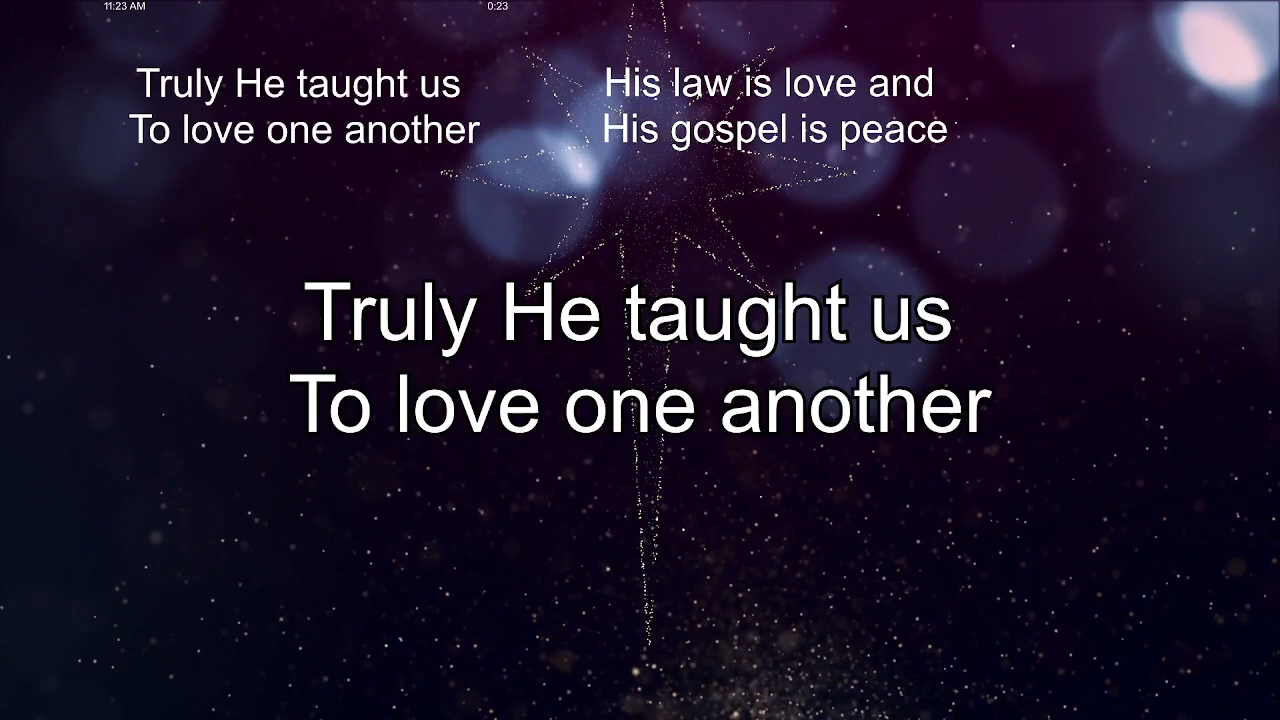 11:23 AM
0:23
Truly He taught us
To love one another
His law is love and
His gospel is peace
Truly He taught us
To love one another